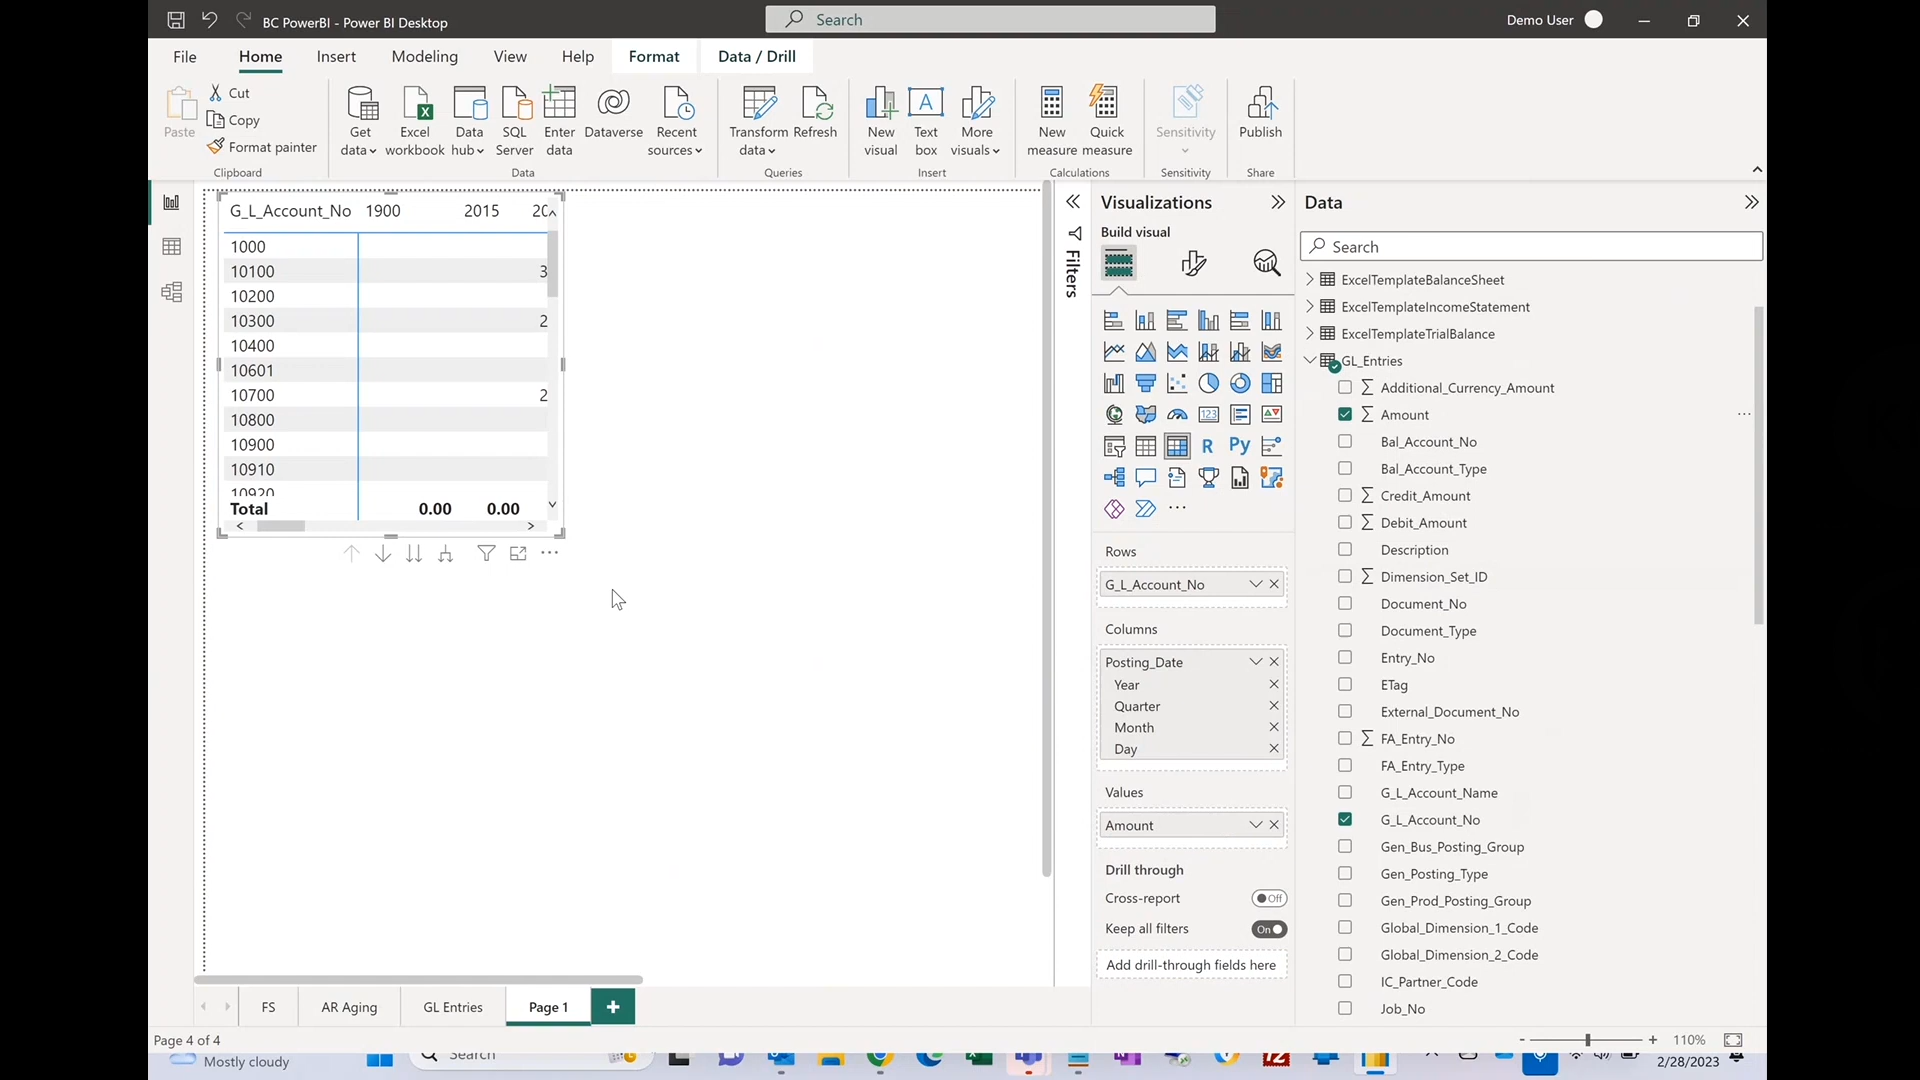 BC PowerBI - Power BI Desktop
Search
Demo User
File Home Insert Modeling View Help Format Data / Drill
Paste
Cut
Copy
Format painter
Clipboard
Get data
Excel workbook
Data hub
SQL Server
Enter data
Dataverse
Recent sources
Data
Transform data
Refresh
Queries
New visual
Text box
More visuals
Insert
New measure
Quick measure
Calculations
Sensitivity
Sensitivity
Publish
Share
G_L_Account_No 1900 2015 20
1000
10100 3
10200
10300 2
10400
10601
10700 2
10800
10900
10910
10920
Total 0.00 0.00
Filters
Visualizations
Build visual
123
R
Py
Rows
G_L_Account_No
Columns
Posting_Date
Year
Quarter
Month
Day
Values
Amount
Drill through
Cross-report Off
Keep all filters On
Add drill-through fields here
Data
Search
ExcelTemplateBalanceSheet
ExcelTemplateIncomeStatement
ExcelTemplateTrialBalance
GL_Entries
Additional_Currency_Amount
Amount
Bal_Account_No
Bal_Account_Type
Credit_Amount
Debit_Amount
Description
Dimension_Set_ID
Document_No
Document_Type
Entry_No
ETag
External_Document_No
FA_Entry_No
FA_Entry_Type
G_L_Account_Name
G_L_Account_No
Gen_Bus_Posting_Group
Gen_Posting_Type
Gen_Prod_Posting_Group
Global_Dimension_1_Code
Global_Dimension_2_Code
IC_Partner_Code
Job_No
FS AR Aging GL Entries Page 1
Page 4 of 4
110%
Mostly cloudy
Search
2/28/2023